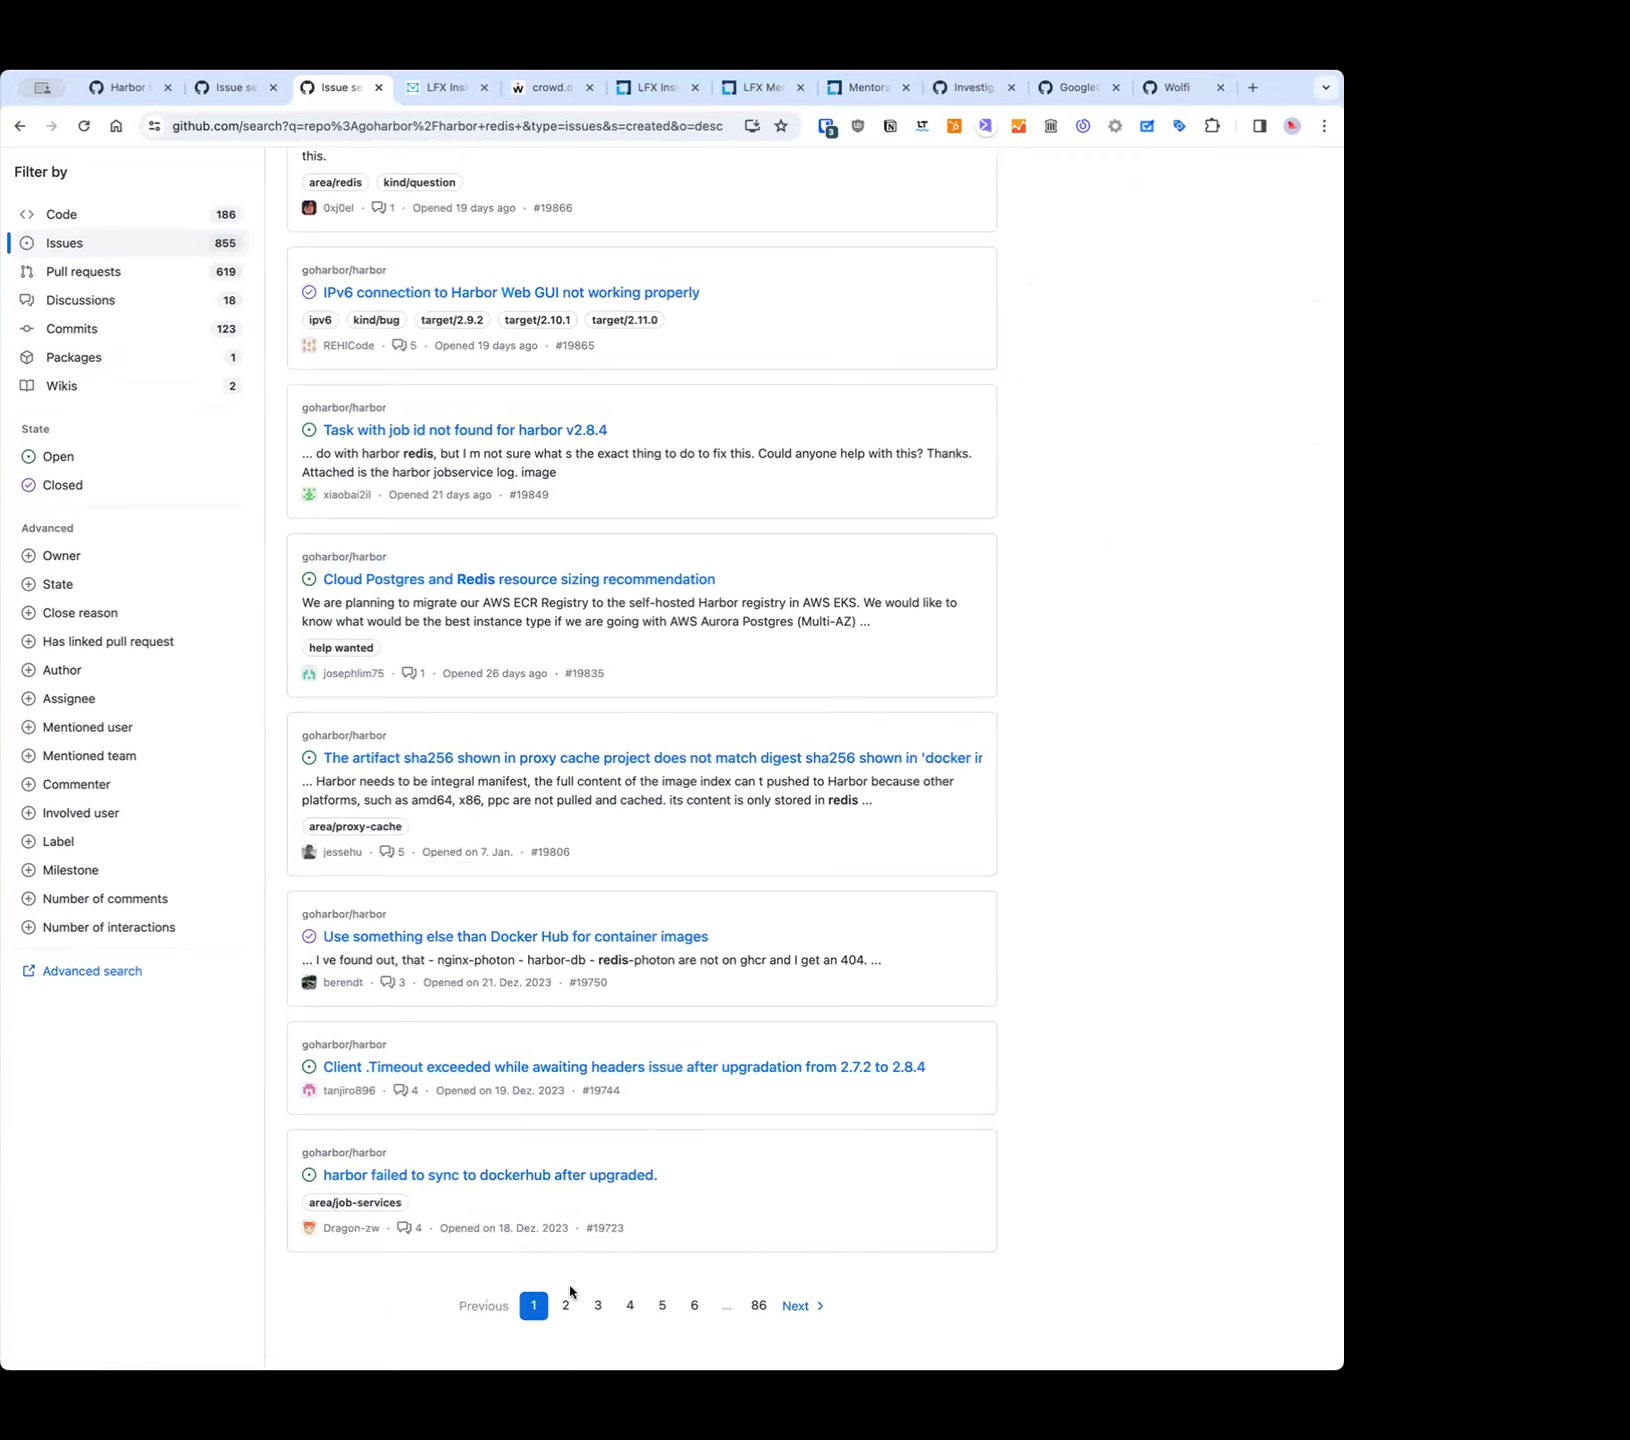 Harbor
Issue se
Issue se
LFX Insi
crowd.d
LFX Insi
LFX Me
Mentors
Investig
Google
Wolfi
github.com/search?q=repo%3Agoharbor%2Fharbor+redis+&type=issues&s=created&o=desc
3
Filter by
Code 186
Issues 855
Pull requests 619
Discussions 18
Commits 123
Packages 1
Wikis 2
State
Open
Closed
Advanced
Owner
State
Close reason
Has linked pull request
Author
Assignee
Mentioned user
Mentioned team
Commenter
Involved user
Label
Milestone
Number of comments
Number of interactions
Advanced search
this.
area/redis kind/question
0xj0el · 1 · Opened 19 days ago · #19866
goharbor/harbor
IPv6 connection to Harbor Web GUI not working properly
ipv6 kind/bug target/2.9.2 target/2.10.1 target/2.11.0
REHICode · 5 · Opened 19 days ago · #19865
goharbor/harbor
Task with job id not found for harbor v2.8.4
... do with harbor redis, but I m not sure what s the exact thing to do to fix this. Could anyone help with this? Thanks.
Attached is the harbor jobservice log. image
xiaobai2il · Opened 21 days ago · #19849
goharbor/harbor
Cloud Postgres and Redis resource sizing recommendation
We are planning to migrate our AWS ECR Registry to the self-hosted Harbor registry in AWS EKS. We would like to
know what would be the best instance type if we are going with AWS Aurora Postgres (Multi-AZ) ...
help wanted
josephlim75 · 1 · Opened 26 days ago · #19835
goharbor/harbor
The artifact sha256 shown in proxy cache project does not match digest sha256 shown in 'docker ir
... Harbor needs to be integral manifest, the full content of the image index can t pushed to Harbor because other
platforms, such as amd64, x86, ppc are not pulled and cached. its content is only stored in redis ...
area/proxy-cache
jessehu · 5 · Opened on 7. Jan. · #19806
goharbor/harbor
Use something else than Docker Hub for container images
... I ve found out, that - nginx-photon - harbor-db - redis-photon are not on ghcr and I get an 404. ...
berendt · 3 · Opened on 21. Dez. 2023 · #19750
goharbor/harbor
Client .Timeout exceeded while awaiting headers issue after upgradation from 2.7.2 to 2.8.4
tanjiro896 · 4 · Opened on 19. Dez. 2023 · #19744
goharbor/harbor
harbor failed to sync to dockerhub after upgraded.
area/job-services
Dragon-zw · 4 · Opened on 18. Dez. 2023 · #19723
Previous 1 2 3 4 5 6 ... 86 Next